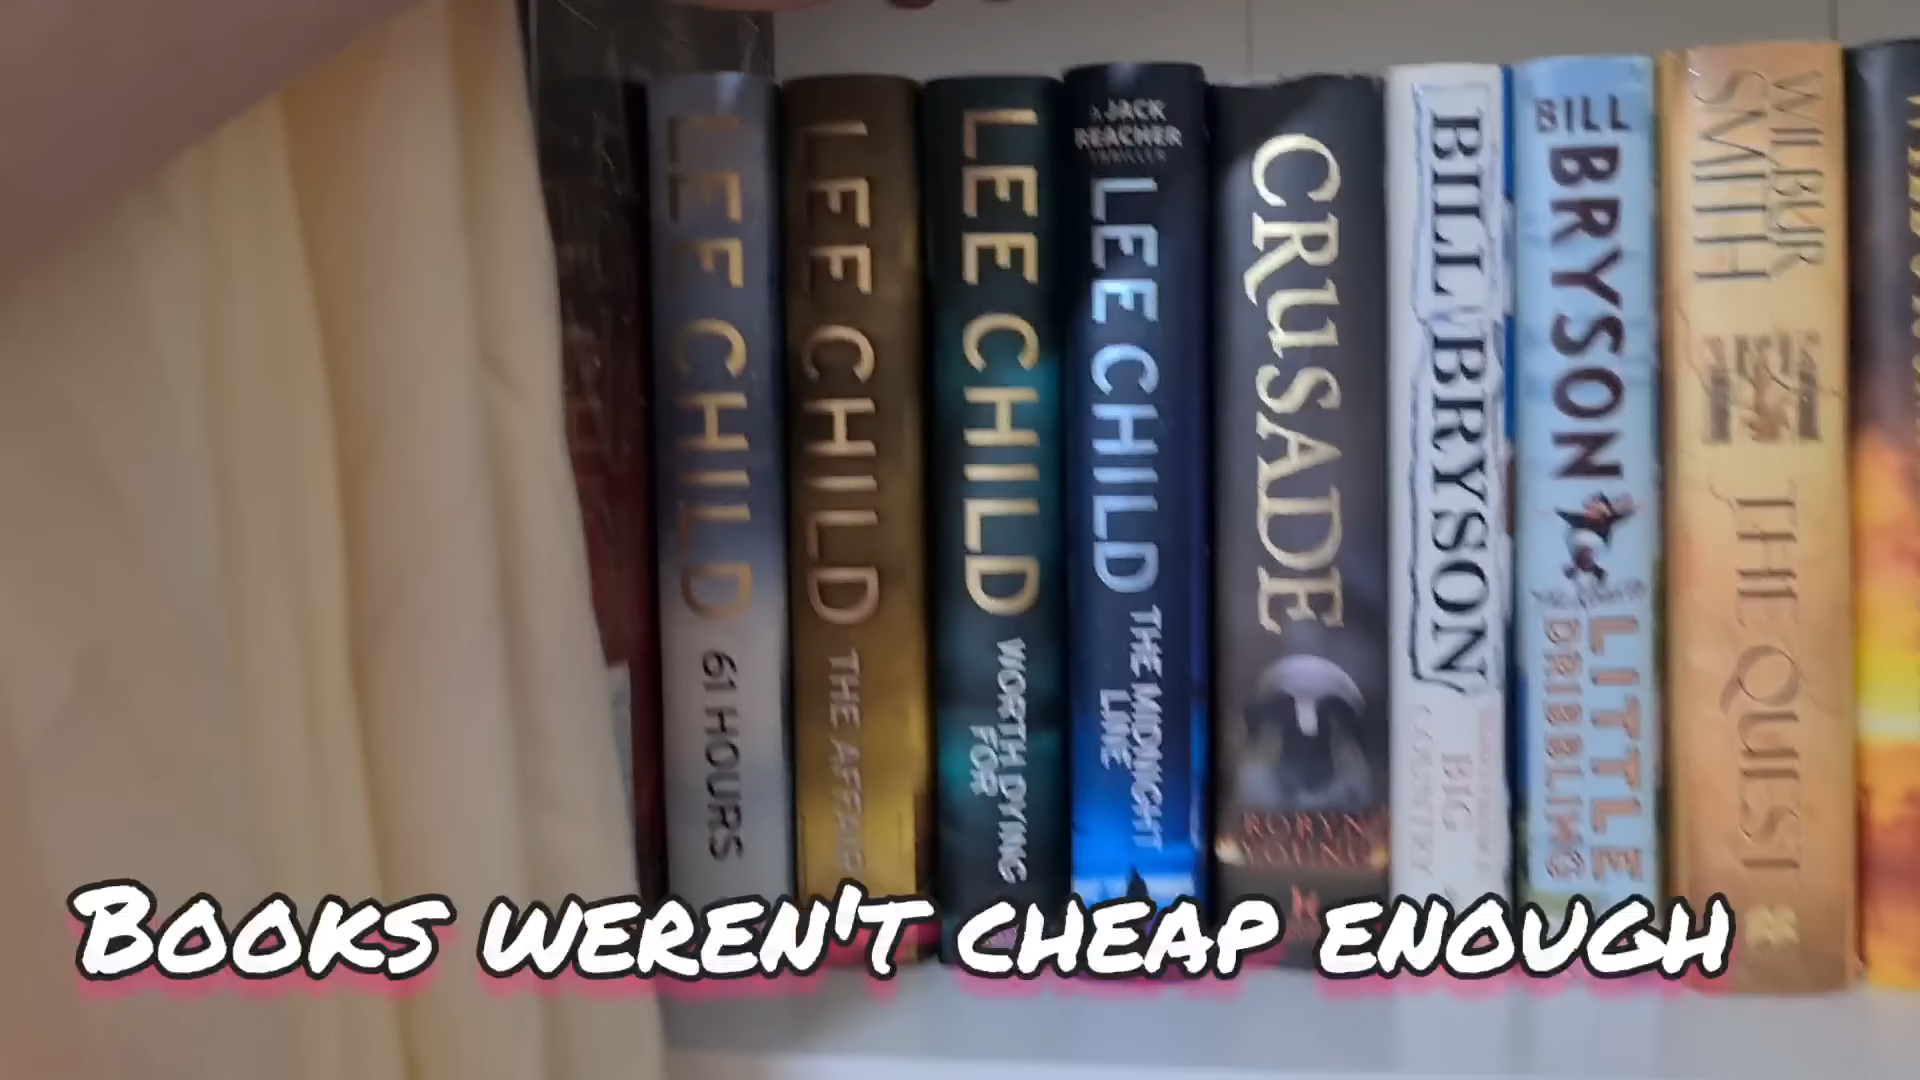 LEE CHILD
61 HOURS
LEE CHILD
THE AFFAIR
LEE CHILD
WORTH DYING
FOR
A JACK
REACHER
THRILLER
LEE CHILD
THE MIDNIGHT
LINE
CRUSADE
ROBYN
YOUNG
BILL BRYSON
BIG
COUNTRY
BILL
BRYSON
LITTLE
DRIBBLING
WILBUR
SMITH
THE QUEST
BOOKS WEREN'T CHEAP ENOUGH